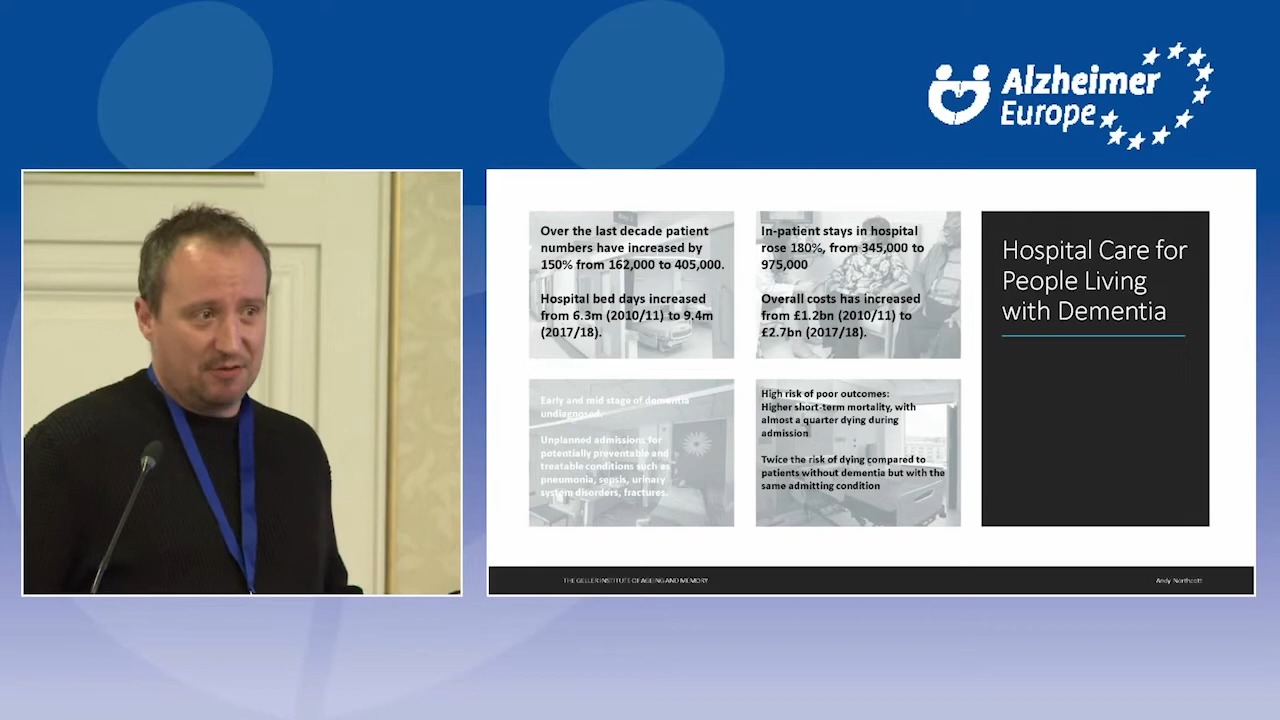 Alzheimer
Europe
Over the last decade patient
numbers have increased by
150% from 162,000 to 405,000.
Hospital bed days increased
from 6.3m (2010/11) to 9.4m
(2017/18).
In-patient stays in hospital
rose 180%, from 345,000 to
975,000
Overall costs has increased
from £1.2bn (2010/11) to
£2.7bn (2017/18).
Hospital Care for
People Living
with Dementia
Early and mid stage of dementia
undiagnosed.
Unplanned admissions for
potentially preventable and
treatable conditions such as
pneumonia, sepsis, urinary
system disorders, fractures.
High risk of poor outcomes:
Higher short-term mortality, with
almost a quarter dying during
admission
Twice the risk of dying compared to
patients without dementia but with the
same admitting condition
THE GELLER INSTITUTE OF AGEING AND MEMORY
Andy Northcott